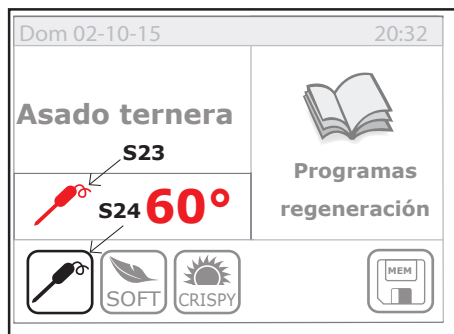 Dom 02-10-15 20:32
Asado ternera
S23
S24 60°
Programas
regeneración
SOFT
CRISPY
MEM